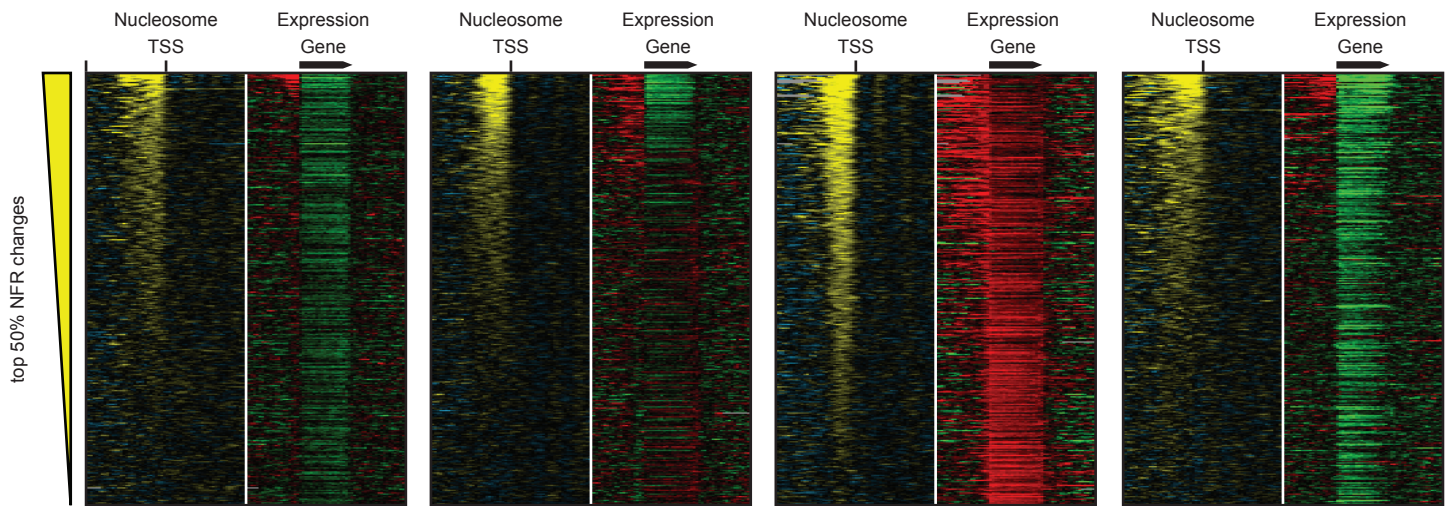 Nucleosome Expression Nucleosome Expression Nucleosome Expression Nucleosome Expression
TSS Gene TSS Gene TSS Gene TSS Gene
top 50% NFR changes